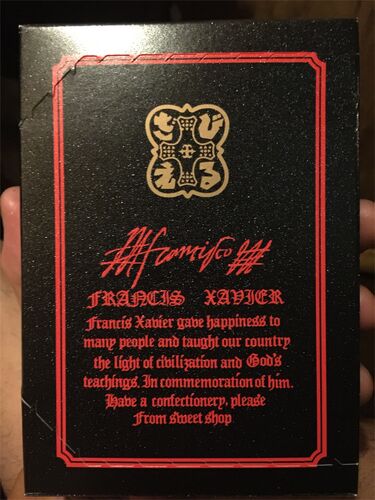 ざび
える
Francisco
FRANCIS XAVIER
Francis Xavier gave happiness to
many people and taught our country
the light of civilization and God's
teachings. In commemoration of him.
Have a confectionery, please
From sweet shop